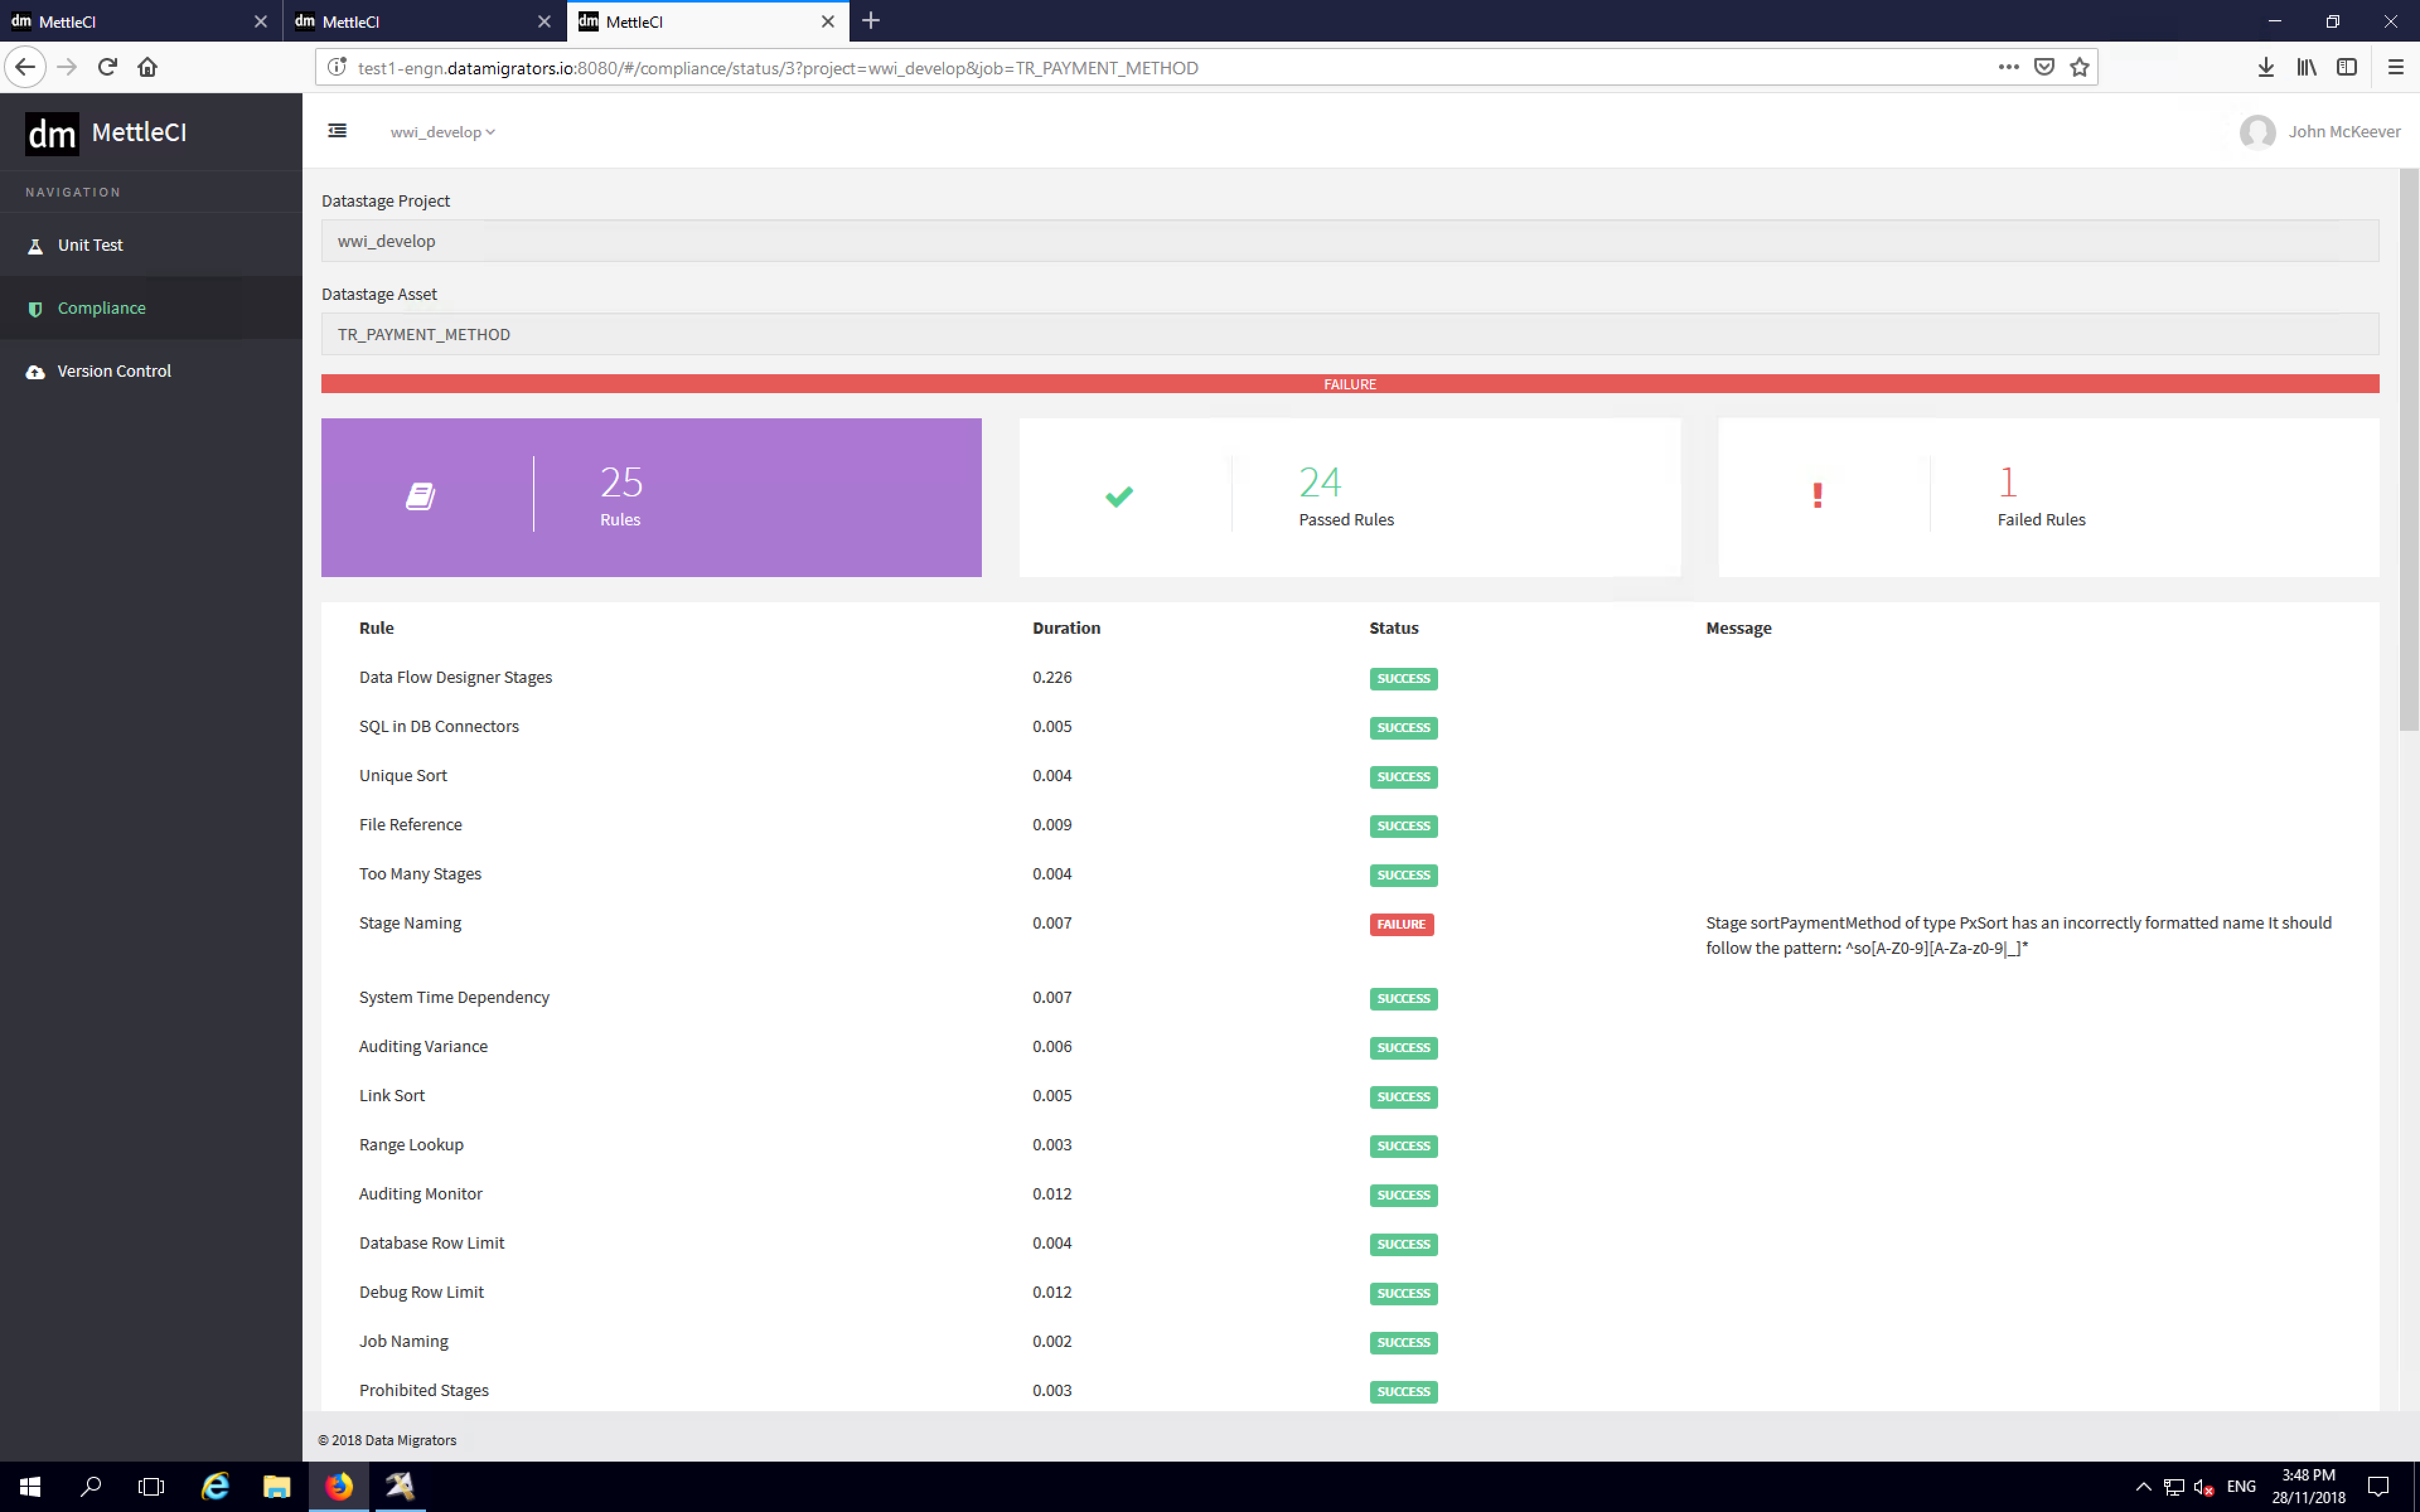 dm MettleCI
dm MettleCI
dm MettleCI
test1-engn.datamigrators.io:8080/#/compliance/status/3?project=wwi_develop&job=TR_PAYMENT_METHOD
dm MettleCI
wwi_develop
John McKeever
NAVIGATION
Unit Test
Compliance
Version Control
Datastage Project
wwi_develop
Datastage Asset
TR_PAYMENT_METHOD
FAILURE
25
Rules
24
Passed Rules
1
Failed Rules
Rule Duration Status Message
Data Flow Designer Stages 0.226 SUCCESS
SQL in DB Connectors 0.005 SUCCESS
Unique Sort 0.004 SUCCESS
File Reference 0.009 SUCCESS
Too Many Stages 0.004 SUCCESS
Stage Naming 0.007 FAILURE Stage sortPaymentMethod of type PxSort has an incorrectly formatted name It should
follow the pattern: ^so[A-Z0-9][A-Za-z0-9|_]*
System Time Dependency 0.007 SUCCESS
Auditing Variance 0.006 SUCCESS
Link Sort 0.005 SUCCESS
Range Lookup 0.003 SUCCESS
Auditing Monitor 0.012 SUCCESS
Database Row Limit 0.004 SUCCESS
Debug Row Limit 0.012 SUCCESS
Job Naming 0.002 SUCCESS
Prohibited Stages 0.003 SUCCESS
© 2018 Data Migrators
ENG
3:48 PM
28/11/2018